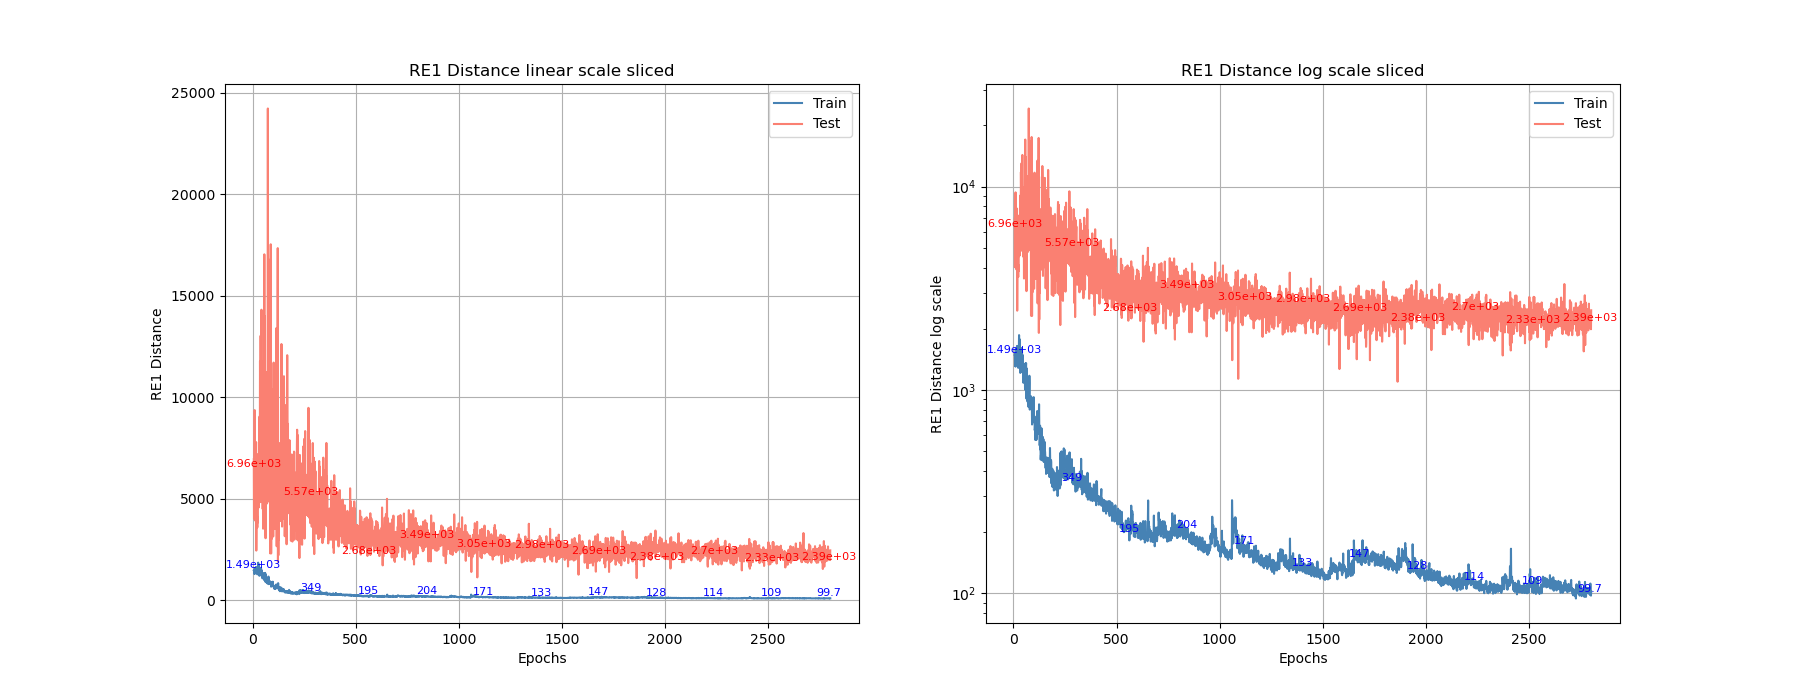 RE1 Distance linear scale sliced
RE1 Distance
25000
20000
15000
10000
5000
0
Train
Test
6.96e+03
5.57e+03
2.68e+03
3.49e+03
3.05e+03
2.98e+03
2.69e+03
2.38e+03
2.7e+03
2.33e+03
2.39e+03
1.49e+03
349
195
204
171
133
147
128
114
109
99.7
0
500
1000
1500
2000
2500
Epochs
RE1 Distance log scale sliced
RE1 Distance log scale
10⁴
10³
10²
Train
Test
6.96e+03
5.57e+03
2.68e+03
3.49e+03
3.05e+03
2.98e+03
2.69e+03
2.38e+03
2.7e+03
2.33e+03
2.39e+03
1.49e+03
349
195
204
171
133
147
128
114
109
99.7
0
500
1000
1500
2000
2500
Epochs